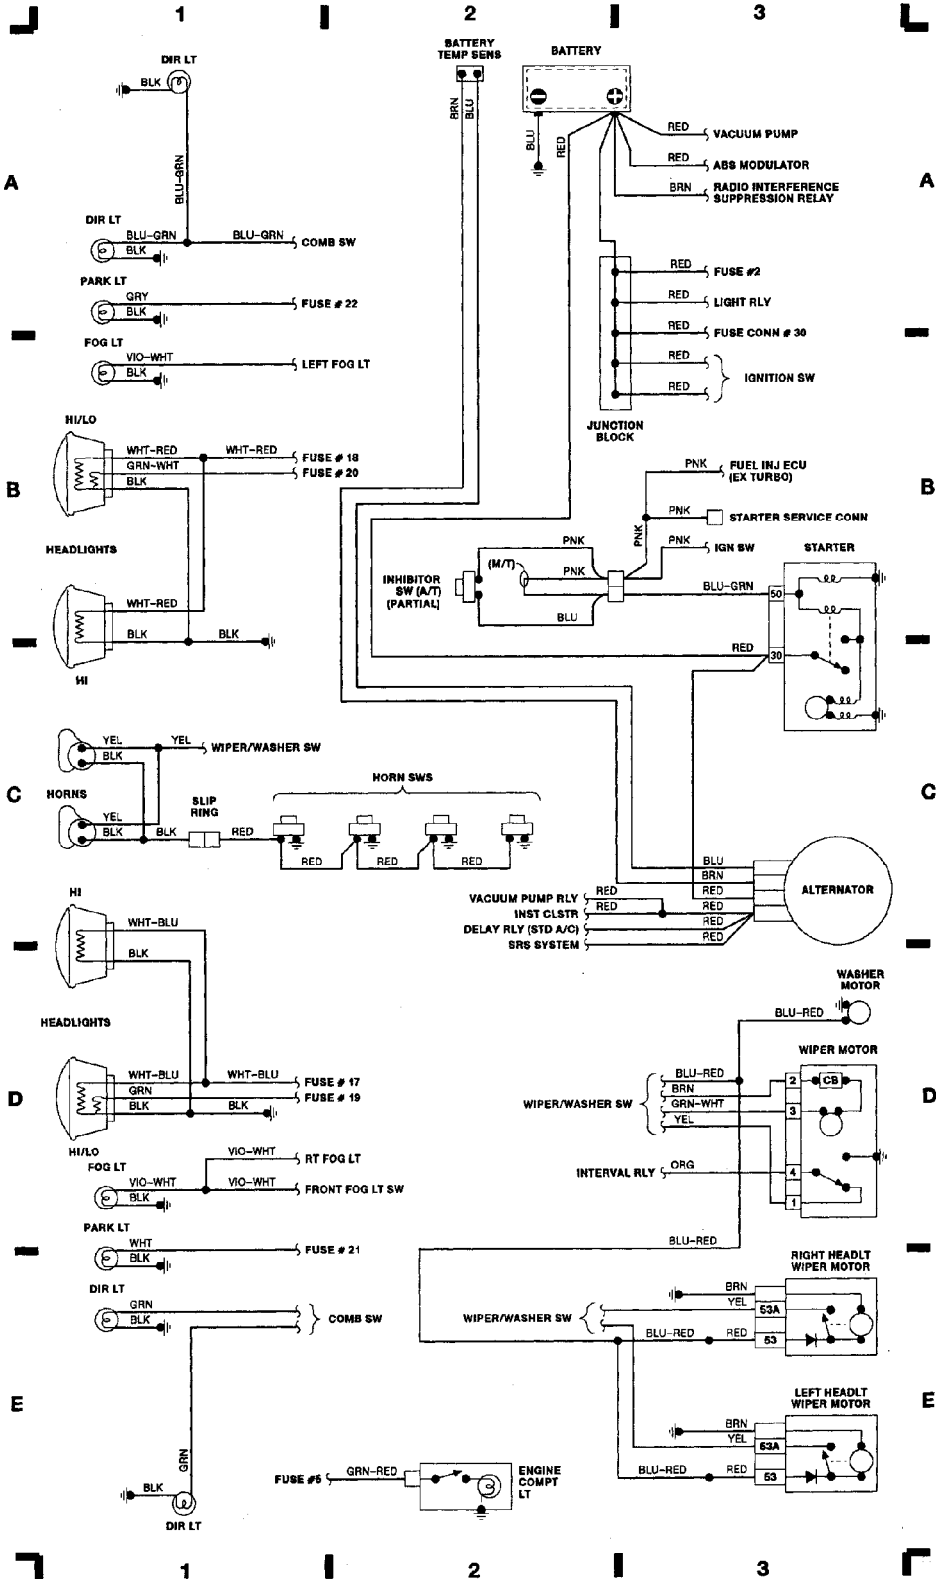 1 2 3
BATTERY
TEMP SENS
BATTERY
DIR LT
BLK
BRN
BLU
BLU
RED
RED VACUUM PUMP
RED ABS MODULATOR
BRN RADIO INTERFERENCE
SUPPRESSION RELAY
A A
BLU-GRN
DIR LT
BLU-GRN BLU-GRN COMB SW
BLK
RED FUSE #2
PARK LT
GRY FUSE # 22
BLK
RED LIGHT RLY
RED FUSE CONN # 30
FOG LT
VIO-WHT LEFT FOG LT
BLK
RED
RED
IGNITION SW
JUNCTION
BLOCK
HI/LO
WHT-RED WHT-RED FUSE # 18
GRN-WHT FUSE # 20
BLK
B B
PNK FUEL INJ ECU
(EX TURBO)
PNK STARTER SERVICE CONN
PNK
PNK IGN SW
STARTER
HEADLIGHTS
PNK
(M/T)
PNK
INHIBITOR
SW (A/T)
(PARTIAL)
BLU
BLU-GRN 50
WHT-RED
BLK BLK
RED 30
HI
YEL YEL WIPER/WASHER SW
BLK
HORNS
C C
SLIP
RING
HORN SWS
YEL
BLK BLK RED
RED RED RED
BLU
BRN
RED
RED
RED
RED
ALTERNATOR
VACUUM PUMP RLY RED
INST CLSTR RED
DELAY RLY (STD A/C)
SRS SYSTEM
HI
WHT-BLU
BLK
WASHER
MOTOR
BLU-RED
HEADLIGHTS
WIPER MOTOR
WHT-BLU WHT-BLU FUSE # 17
GRN FUSE # 19
BLK BLK
HI/LO
D D
WIPER/WASHER SW
BLU-RED 2 CB
BRN
GRN-WHT 3
YEL
INTERVAL RLY ORG 4
1
FOG LT
VIO-WHT RT FOG LT
VIO-WHT VIO-WHT FRONT FOG LT SW
BLK
PARK LT
WHT FUSE # 21
BLK
BLU-RED
RIGHT HEADLT
WIPER MOTOR
DIR LT
GRN
BLK
COMB SW
WIPER/WASHER SW
BRN
YEL 53A
BLU-RED RED 53
LEFT HEADLT
WIPER MOTOR
E E
BRN
YEL 53A
BLU-RED RED 53
GRN
BLK
DIR LT
FUSE #5 GRN-RED
ENGINE
COMPT
LT
1 2 3